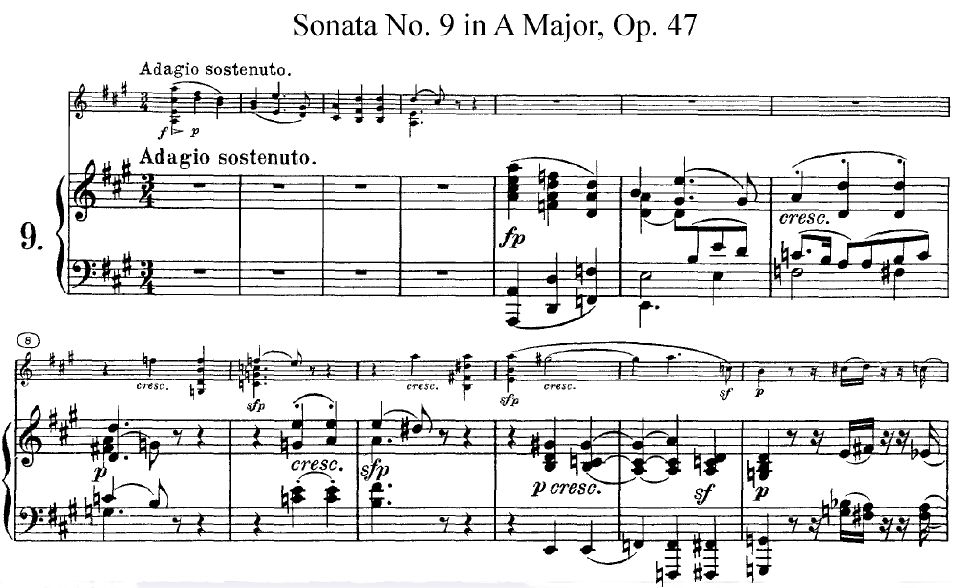 Sonata No. 9 in A Major, Op. 47
Adagio sostenuto.
f p
Adagio sostenuto.
9.
fp
cresc.
8
cresc.
sfp
cresc.
sfp
cresc.
sf
p
p
cresc.
sfp
p cresc.
sf
p